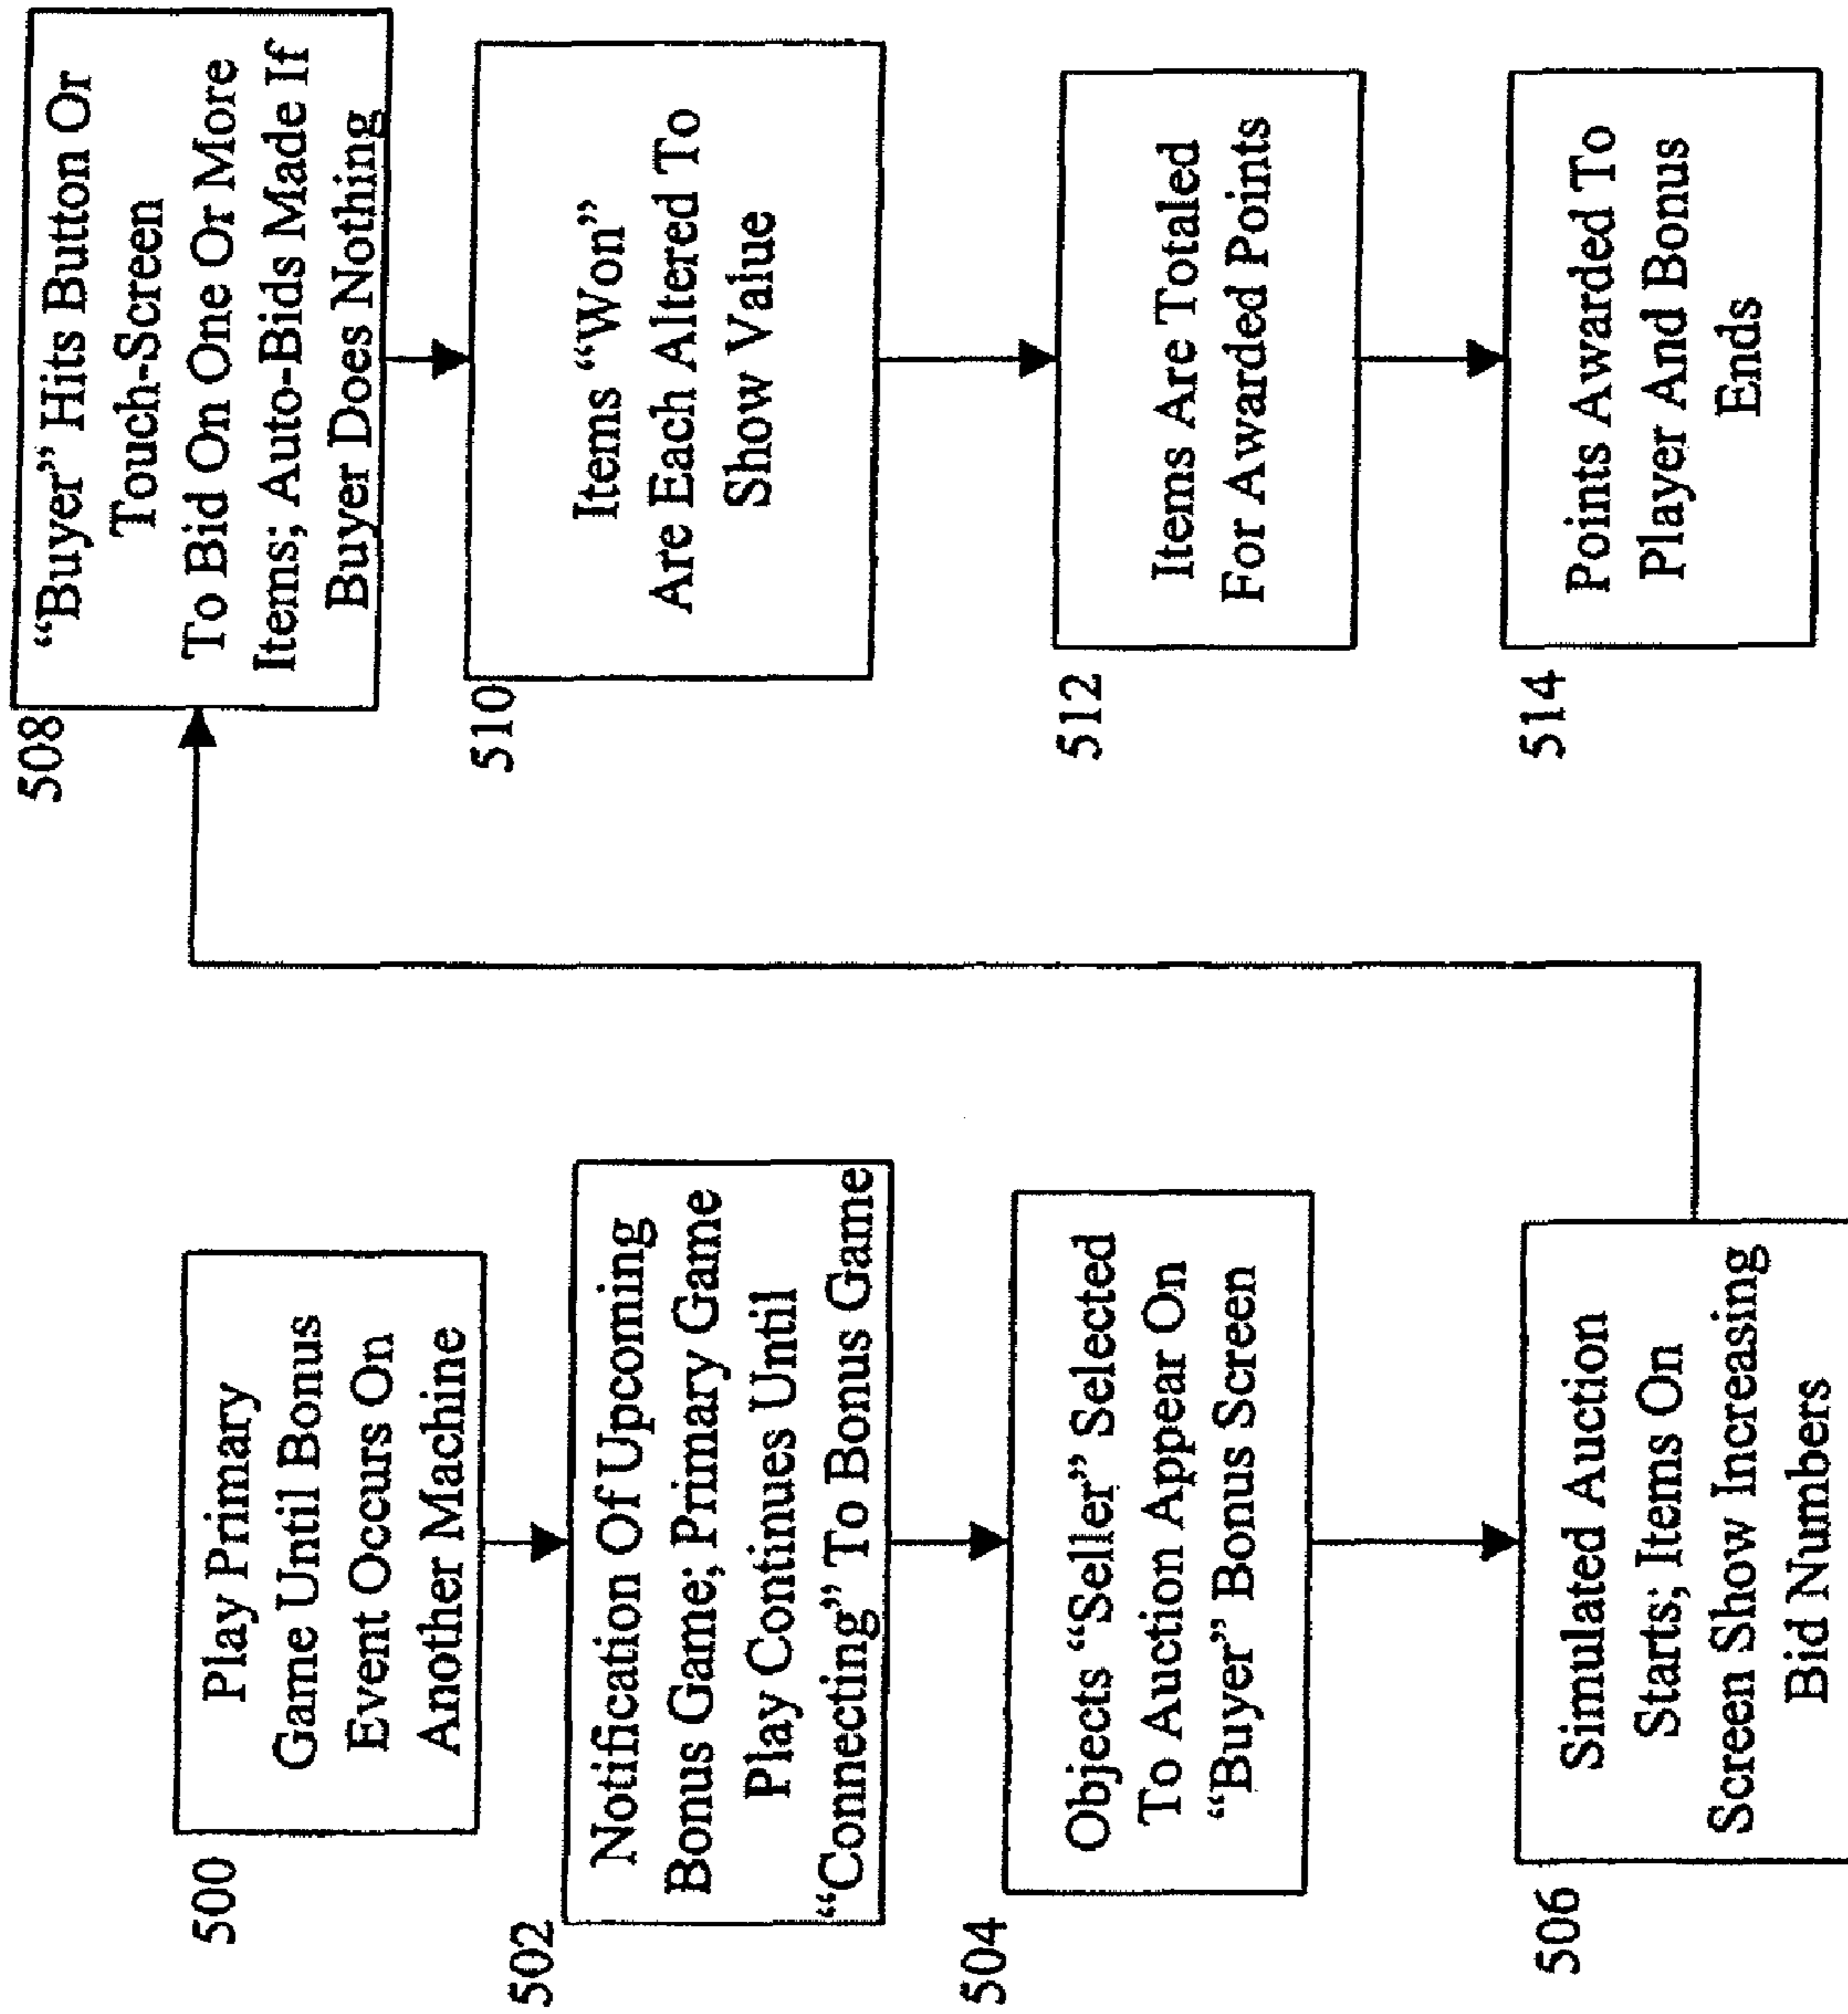 500
Play Primary
Game Until Bonus
Event Occurs On
Another Machine
502
Notification Of Upcoming
Bonus Game; Primary Game
Play Continues Until
“Connecting” To Bonus Game
504
Objects “Seller” Selected
To Auction Appear On
“Buyer” Bonus Screen
506
Simulated Auction
Starts; Items On
Screen Show Increasing
Bid Numbers
508
“Buyer” Hits Button Or
Touch-Screen
To Bid On One Or More
Items; Auto-Bids Made If
Buyer Does Nothing
510
Items “Won”
Are Each Altered To
Show Value
512
Items Are Totaled
For Awarded Points
514
Points Awarded To
Player And Bonus
Ends